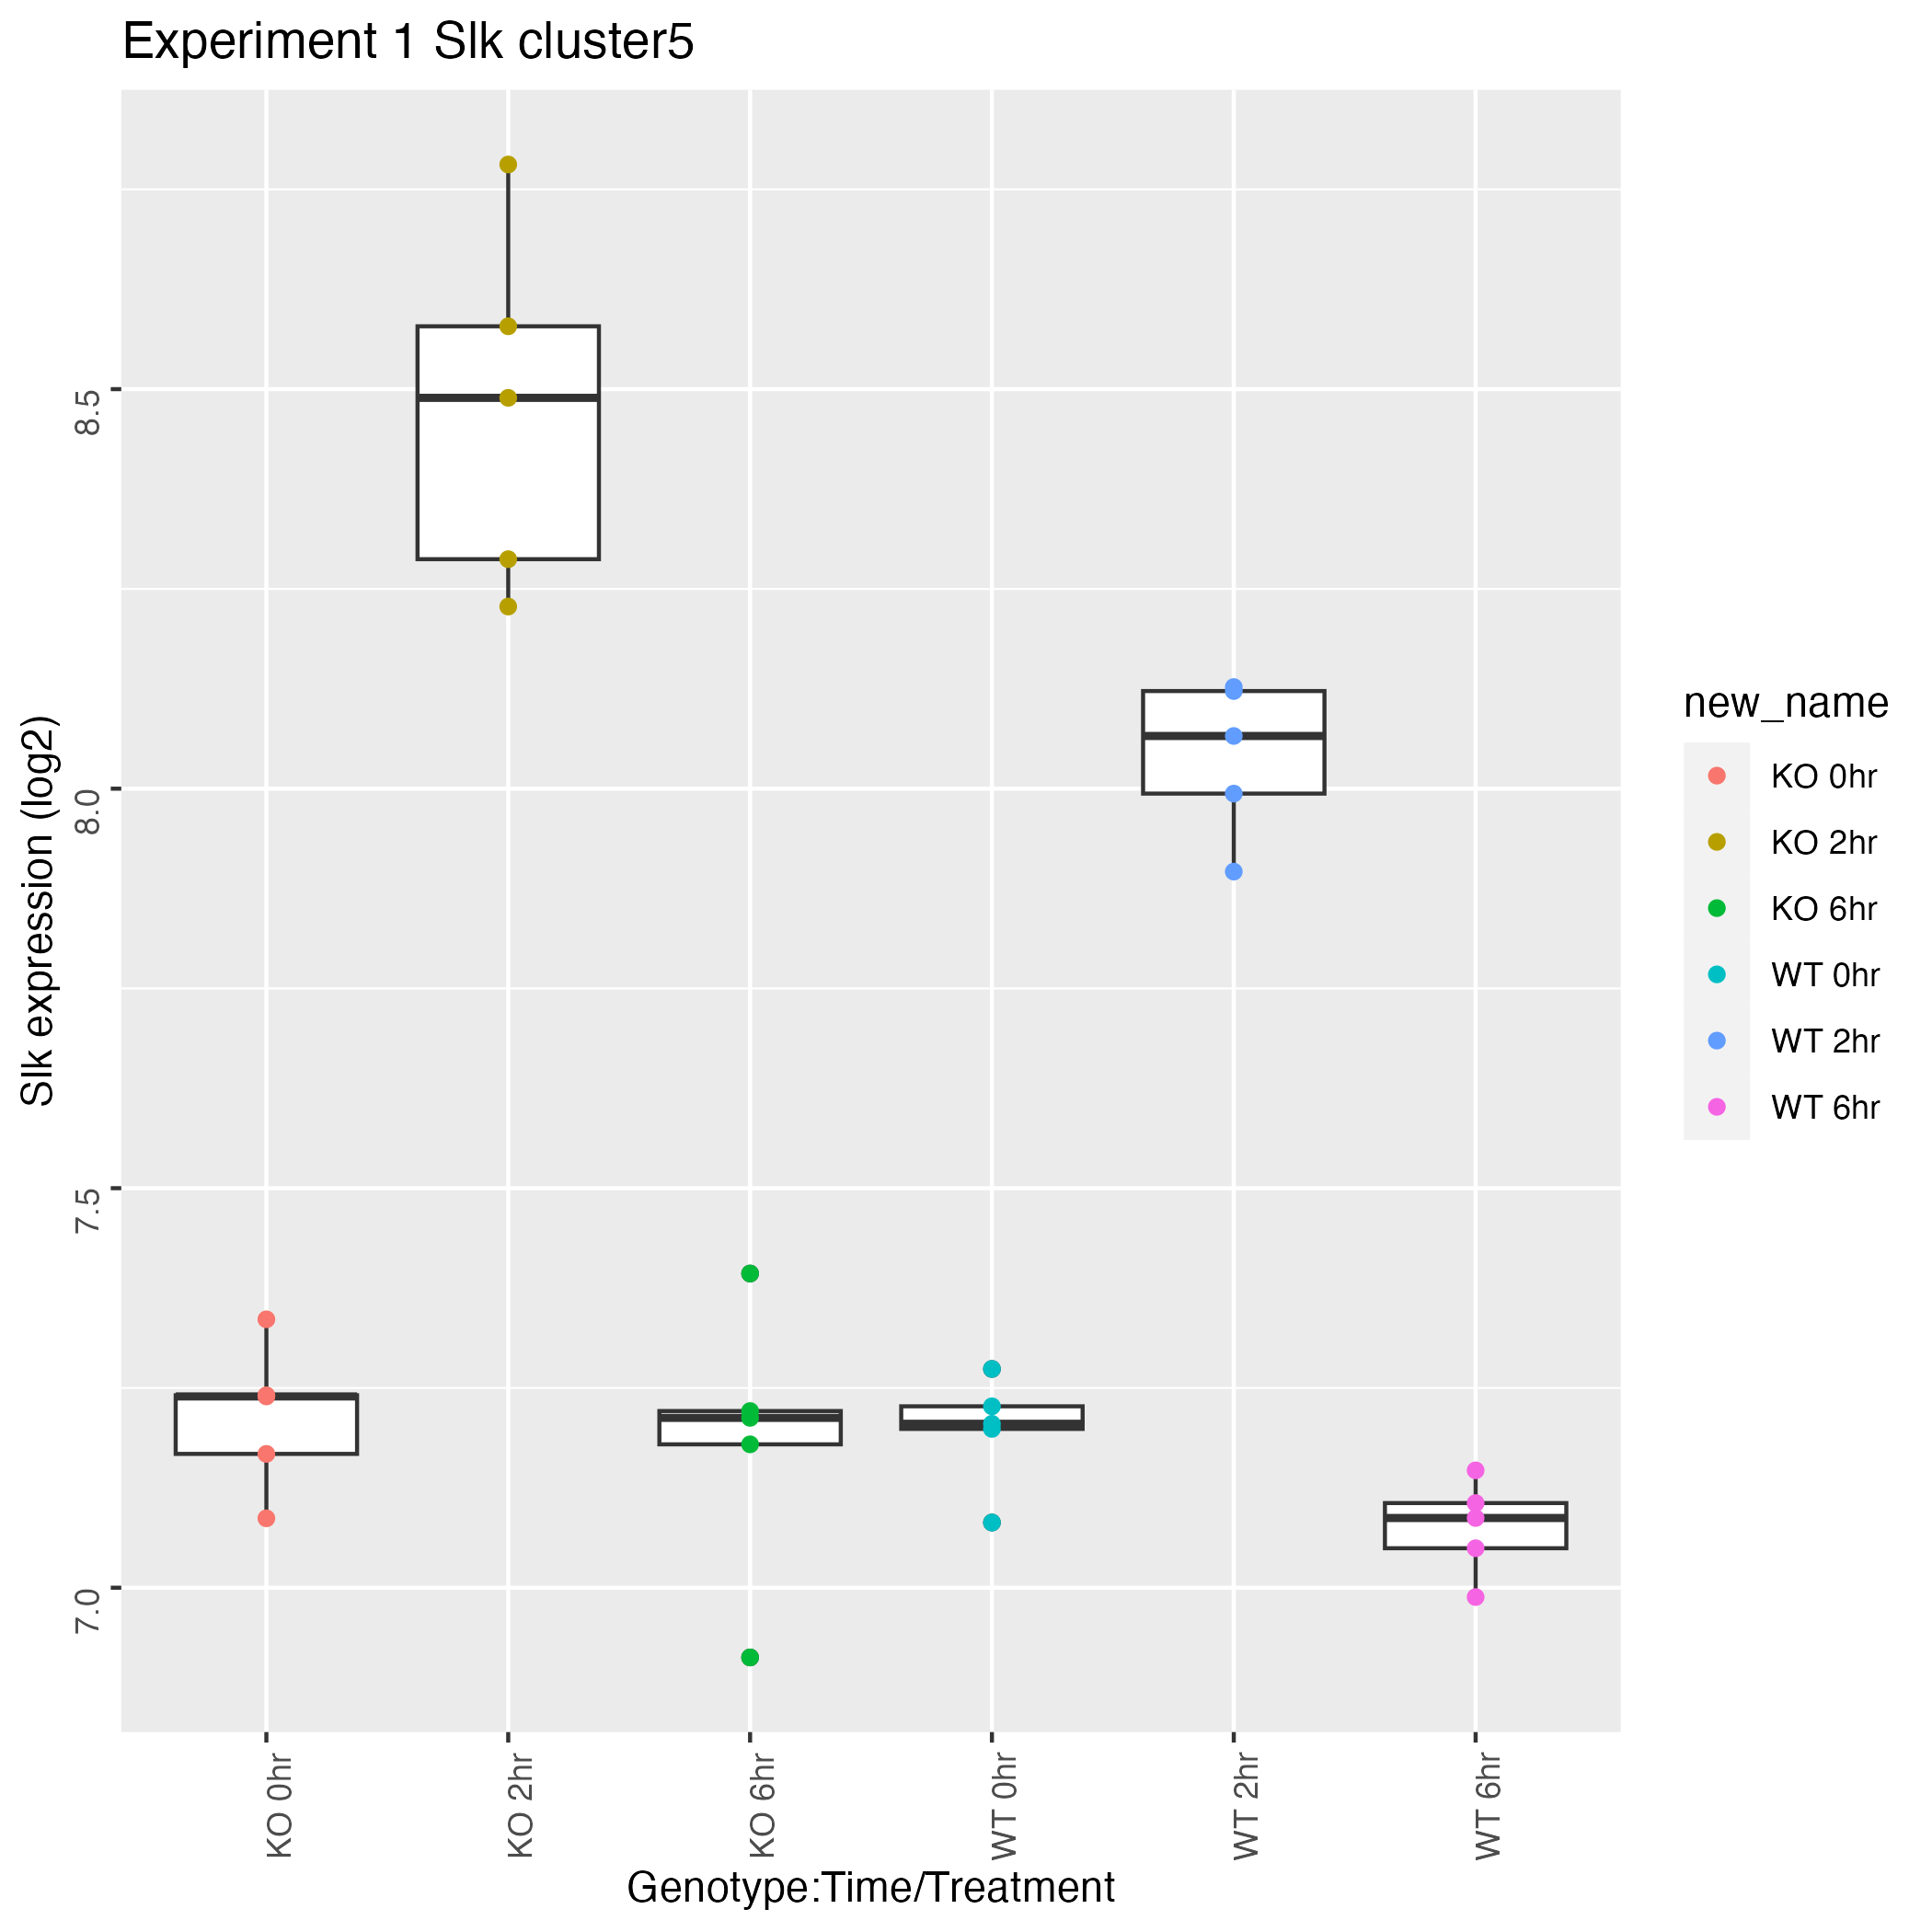 Experiment 1 Slk cluster5
Slk expression (log2)
8.5
8.0
7.5
7.0
KO 0hr
KO 2hr
KO 6hr
WT 0hr
WT 2hr
WT 6hr
Genotype:Time/Treatment
new_name
KO 0hr
KO 2hr
KO 6hr
WT 0hr
WT 2hr
WT 6hr